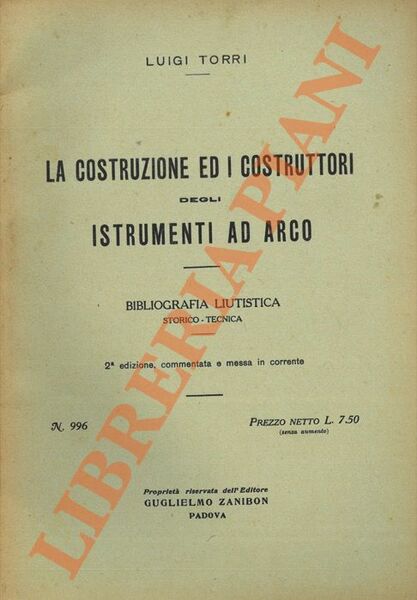 LUIGI TORRI
LA COSTRUZIONE ED I COSTRUTTORI
DEGLI
ISTRUMENTI AD ARCO
BIBLIOGRAFIA LIUTISTICA
STORICO - TECNICA
2ª edizione, commentata e messa in corrente
N. 996
PREZZO NETTO L. 7.50
(senza aumento)
Proprietà riservata dell'Editore
GUGLIELMO ZANIBON
PADOVA
LIBRERIA PIANI